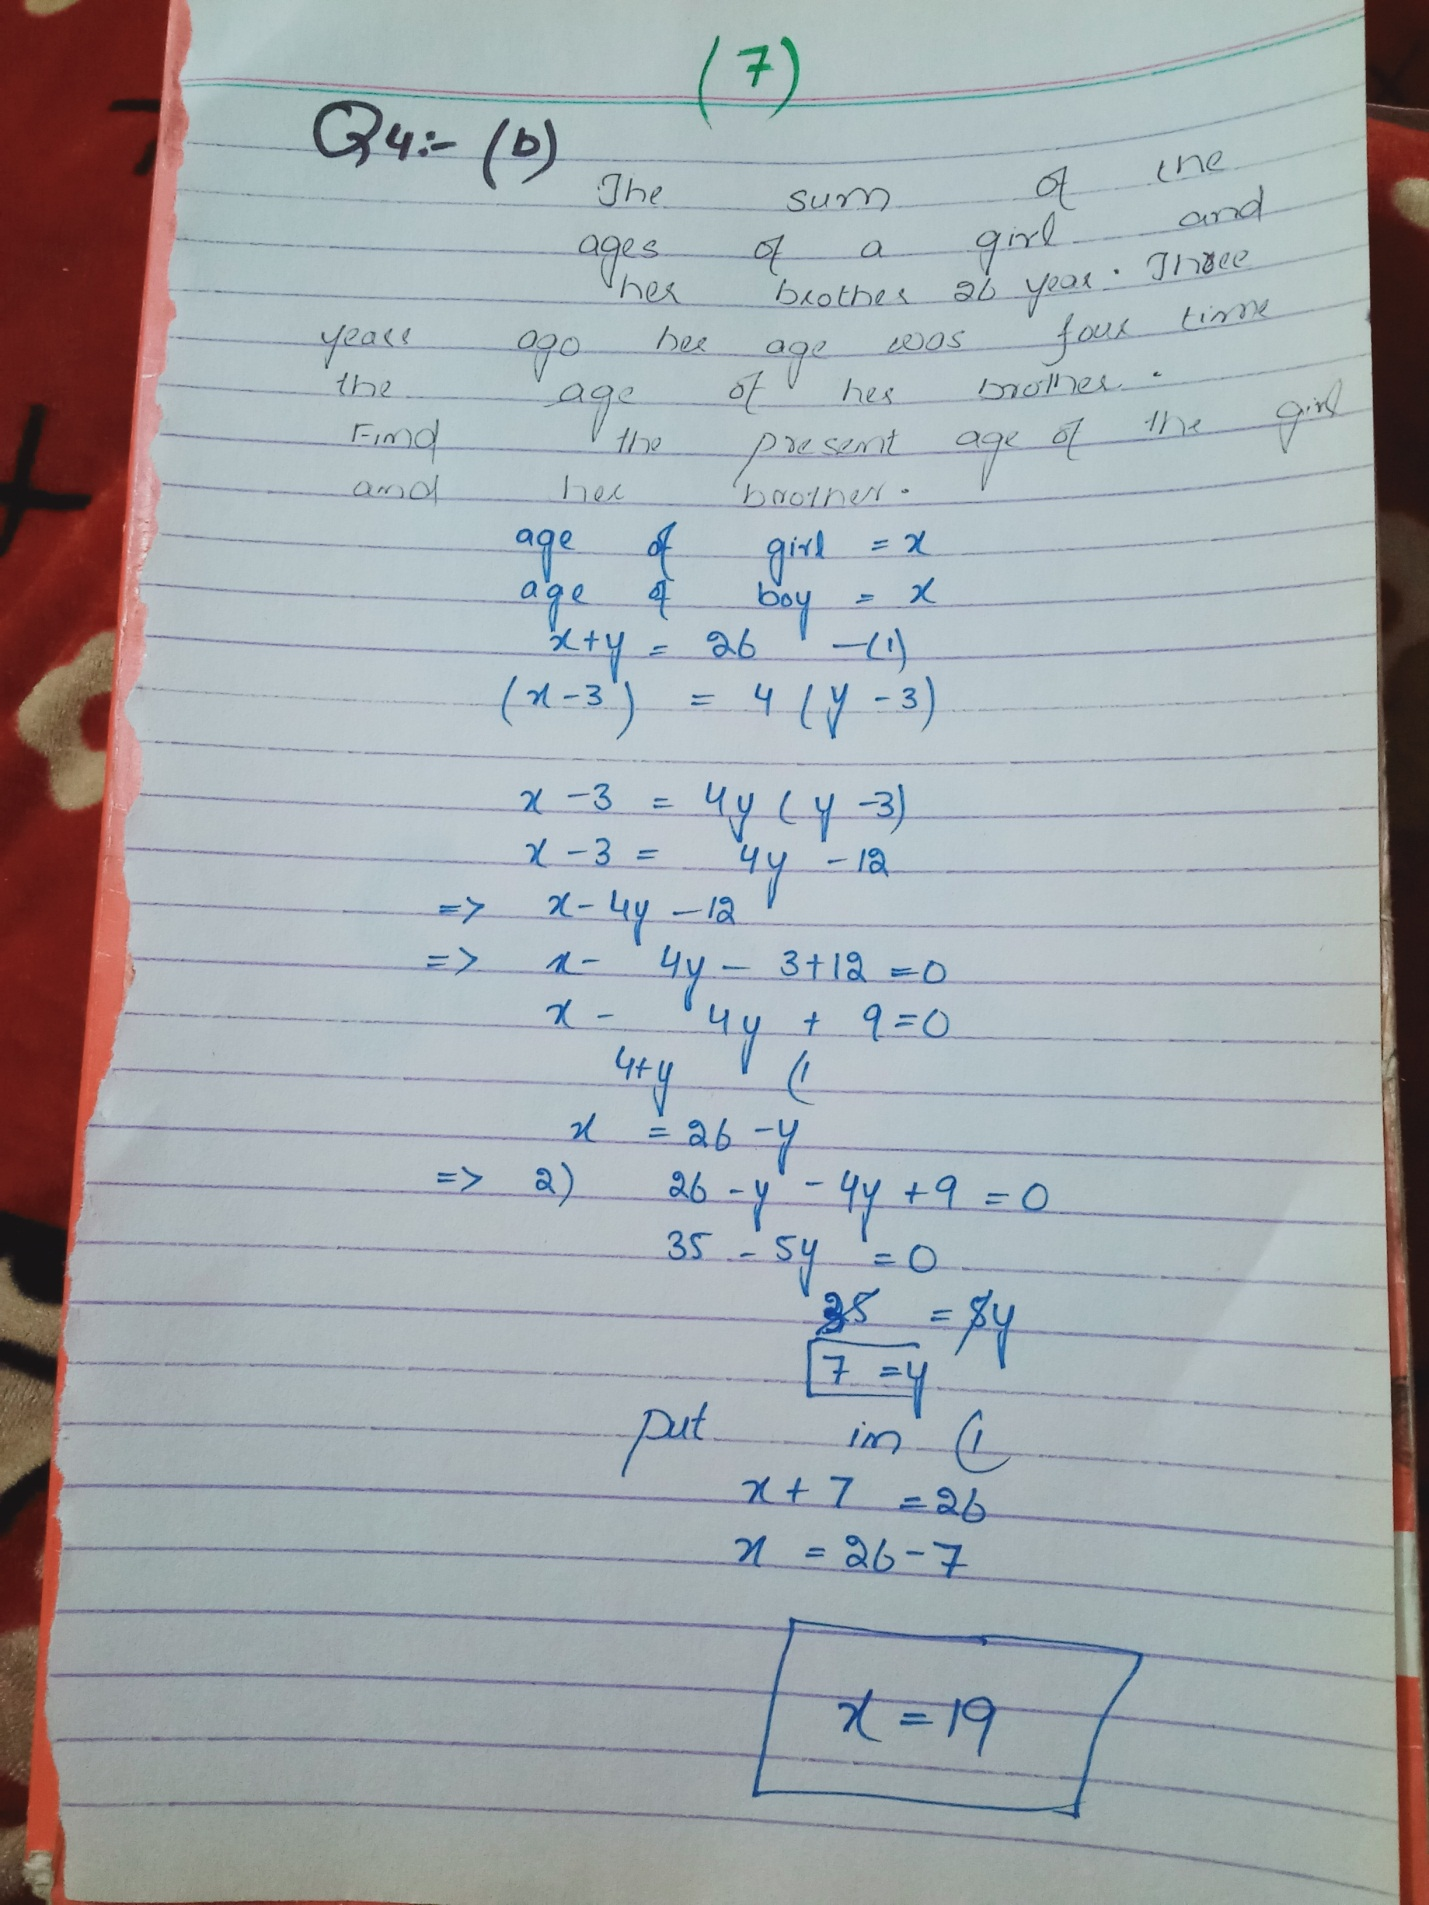 (7)
Q4:- (b)
The sum of the
ages of a girl and
her brother 26 year. Three
years ago her age was four time
the age of her brother.
Find the present age of the girl
and her brother.
age of girl = x
age of boy = x
x+y = 26 —(1)
(x-3) = 4 (y-3)
x-3 = 4y (y-3)
x-3 = 4y -12
=> x-4y -12
=> x- 4y - 3+12 =0
x - 4y + 9=0
4+y (1
x = 26-y
=> 2) 26-y -4y +9 =0
35 - 5y =0
35 = 5y
7 =y
put in (1
x+7 =26
x = 26-7
x = 19